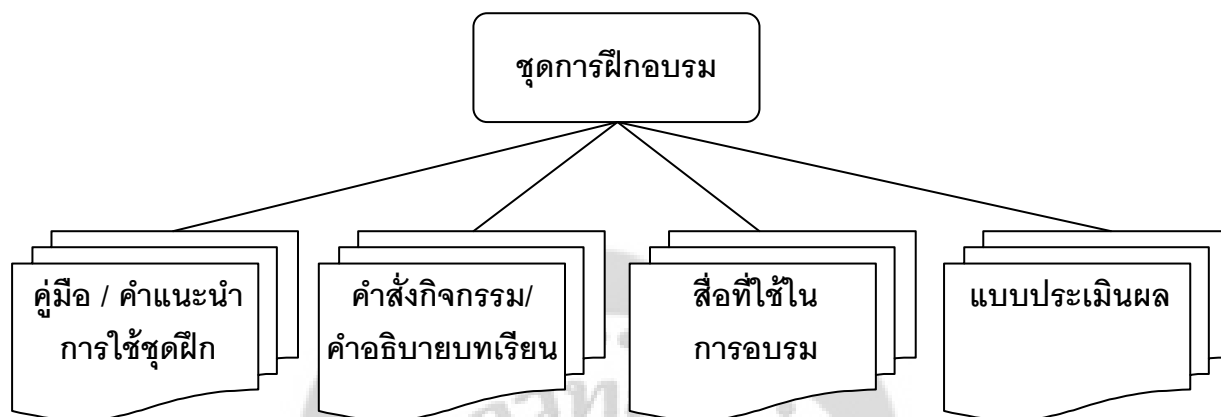 ชุดการฝึกอบรม
คู่มือ / คำแนะนำ
การใช้ชุดฝึก
คำสั่งกิจกรรม/
คำอธิบายบทเรียน
สื่อที่ใช้ใน
การอบรม
แบบประเมินผล